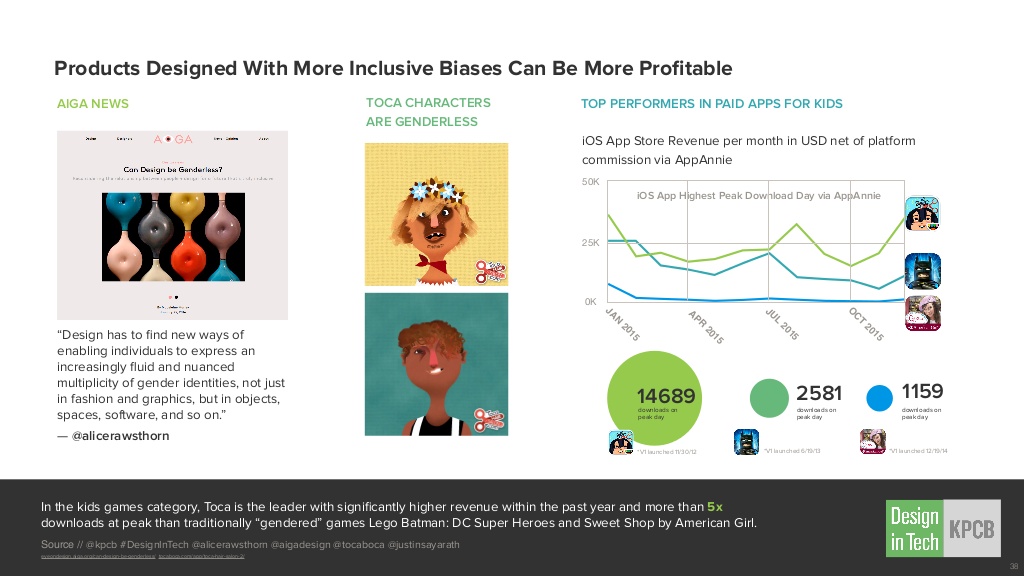 Products Designed With More Inclusive Biases Can Be More Profitable
AIGA NEWS
Can Design be Genderless?
“Design has to find new ways of
enabling individuals to express an
increasingly fluid and nuanced
multiplicity of gender identities, not just
in fashion and graphics, but in objects,
spaces, software, and so on.”
— @alicerawsthorn
TOCA CHARACTERS
ARE GENDERLESS
TOP PERFORMERS IN PAID APPS FOR KIDS
iOS App Store Revenue per month in USD net of platform
commission via AppAnnie
iOS App Highest Peak Download Day via AppAnnie
50K
25K
0K
JAN 2015
APR 2015
JUL 2015
OCT 2015
14689
downloads on
peak day
*V1 launched 11/30/12
2581
downloads on
peak day
*V1 launched 6/19/13
1159
downloads on
peak day
*V1 launched 12/19/14
In the kids games category, Toca is the leader with significantly higher revenue within the past year and more than 5x
downloads at peak than traditionally “gendered” games Lego Batman: DC Super Heroes and Sweet Shop by American Girl.
Source // @kpcb #DesignInTech @alicerawsthorn @aigadesign @tocaboca @justinsayarath
Design
in Tech
KPCB
38